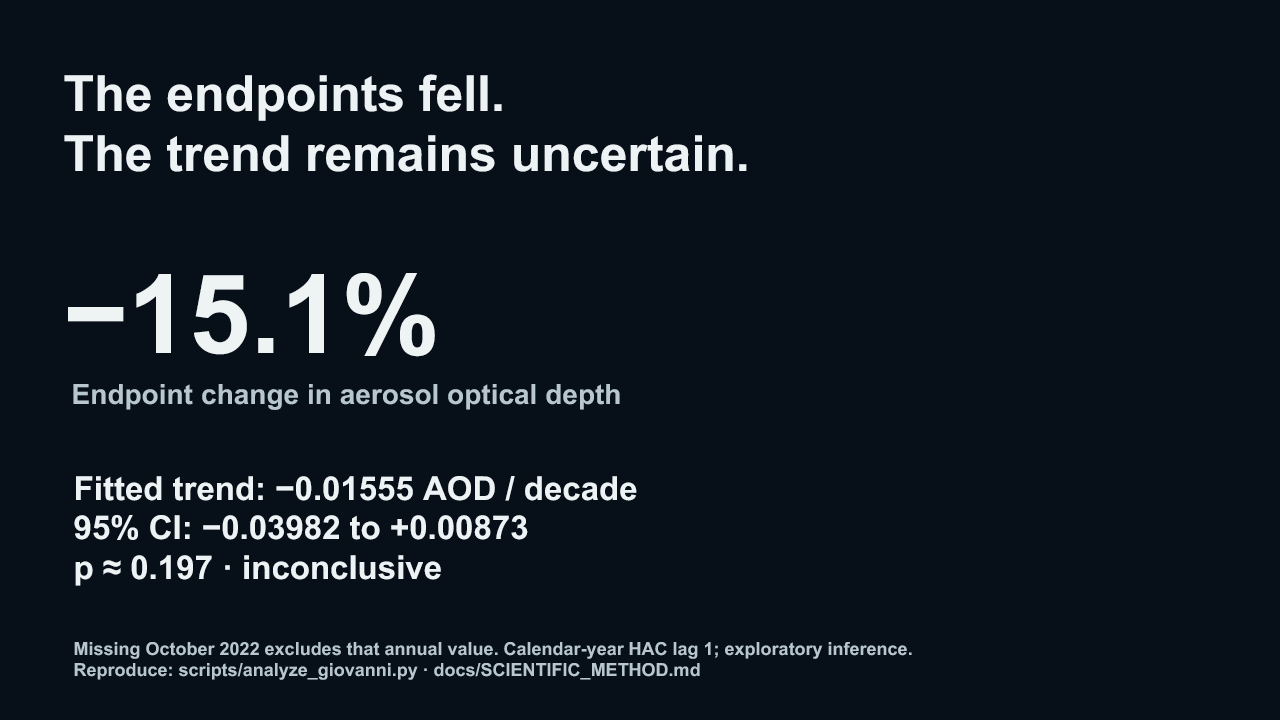 The endpoints fell.
The trend remains uncertain.
−15.1%
Endpoint change in aerosol optical depth
Fitted trend: −0.01555 AOD / decade
95% CI: −0.03982 to +0.00873
p ≈ 0.197 · inconclusive
Missing October 2022 excludes that annual value. Calendar-year HAC lag 1; exploratory inference.
Reproduce: scripts/analyze_giovanni.py · docs/SCIENTIFIC_METHOD.md